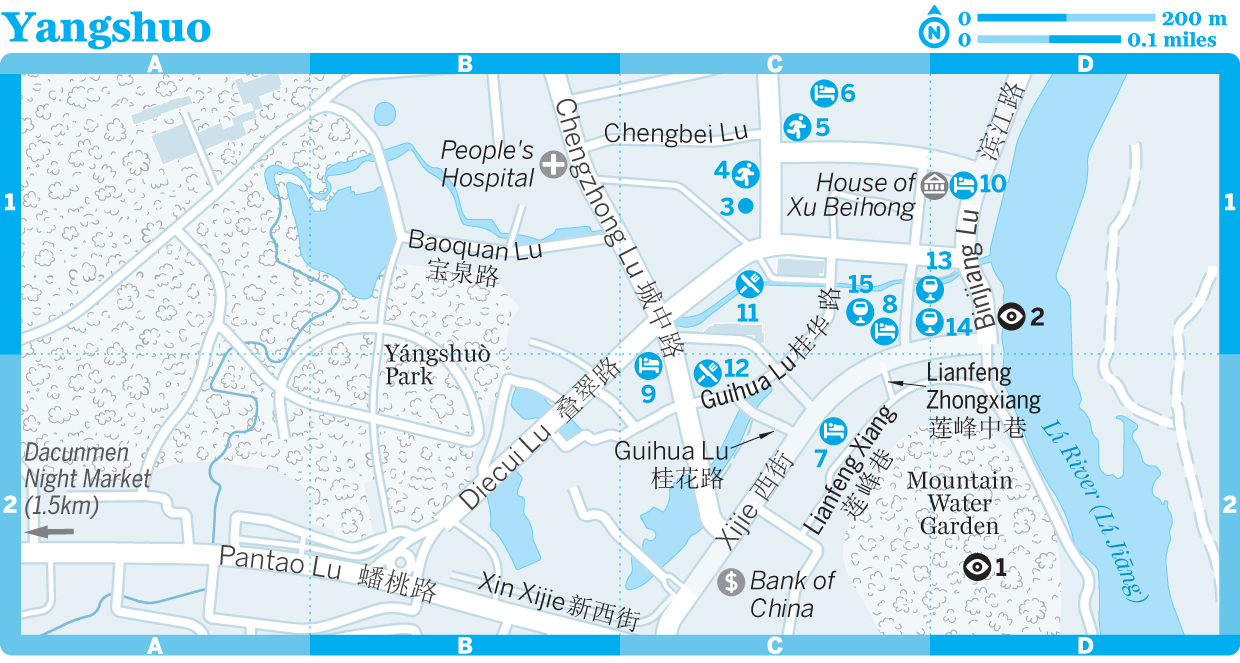 Yangshuo
N
0
200 m
0
0.1 miles
A
B
C
D
1
1
6
5
Chengbei Lu
滨江路
People's
Hospital
4
3
House of
Xu Beihong
10
Chengzhong Lu 城中路
Baoquan Lu
宝泉路
Binjiang Lu
13
15
8
11
14
2
Guihua Lu 桂华路
Yángshuò
Park
9
12
叠翠路
Diecui Lu
Lianfeng
Zhongxiang
莲峰中巷
Lí River (Lí Jiāng)
Guihua Lu
桂花路
7
Lianfeng Xiang
莲峰巷
Xijie 西街
Mountain
Water
Garden
1
Dacunmen
Night Market
(1.5km)
2
2
Pantao Lu 蟠桃路
Xin Xijie 新西街
$
Bank of
China
A
B
C
D